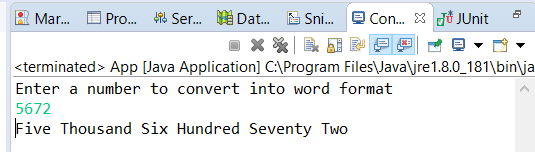 Mar... Pro... Ser... Dat... Sni... Con... JUnit
<terminated> App [Java Application] C:\Program Files\Java\jre1.8.0_181\bin\ja
Enter a number to convert into word format
5672
Five Thousand Six Hundred Seventy Two